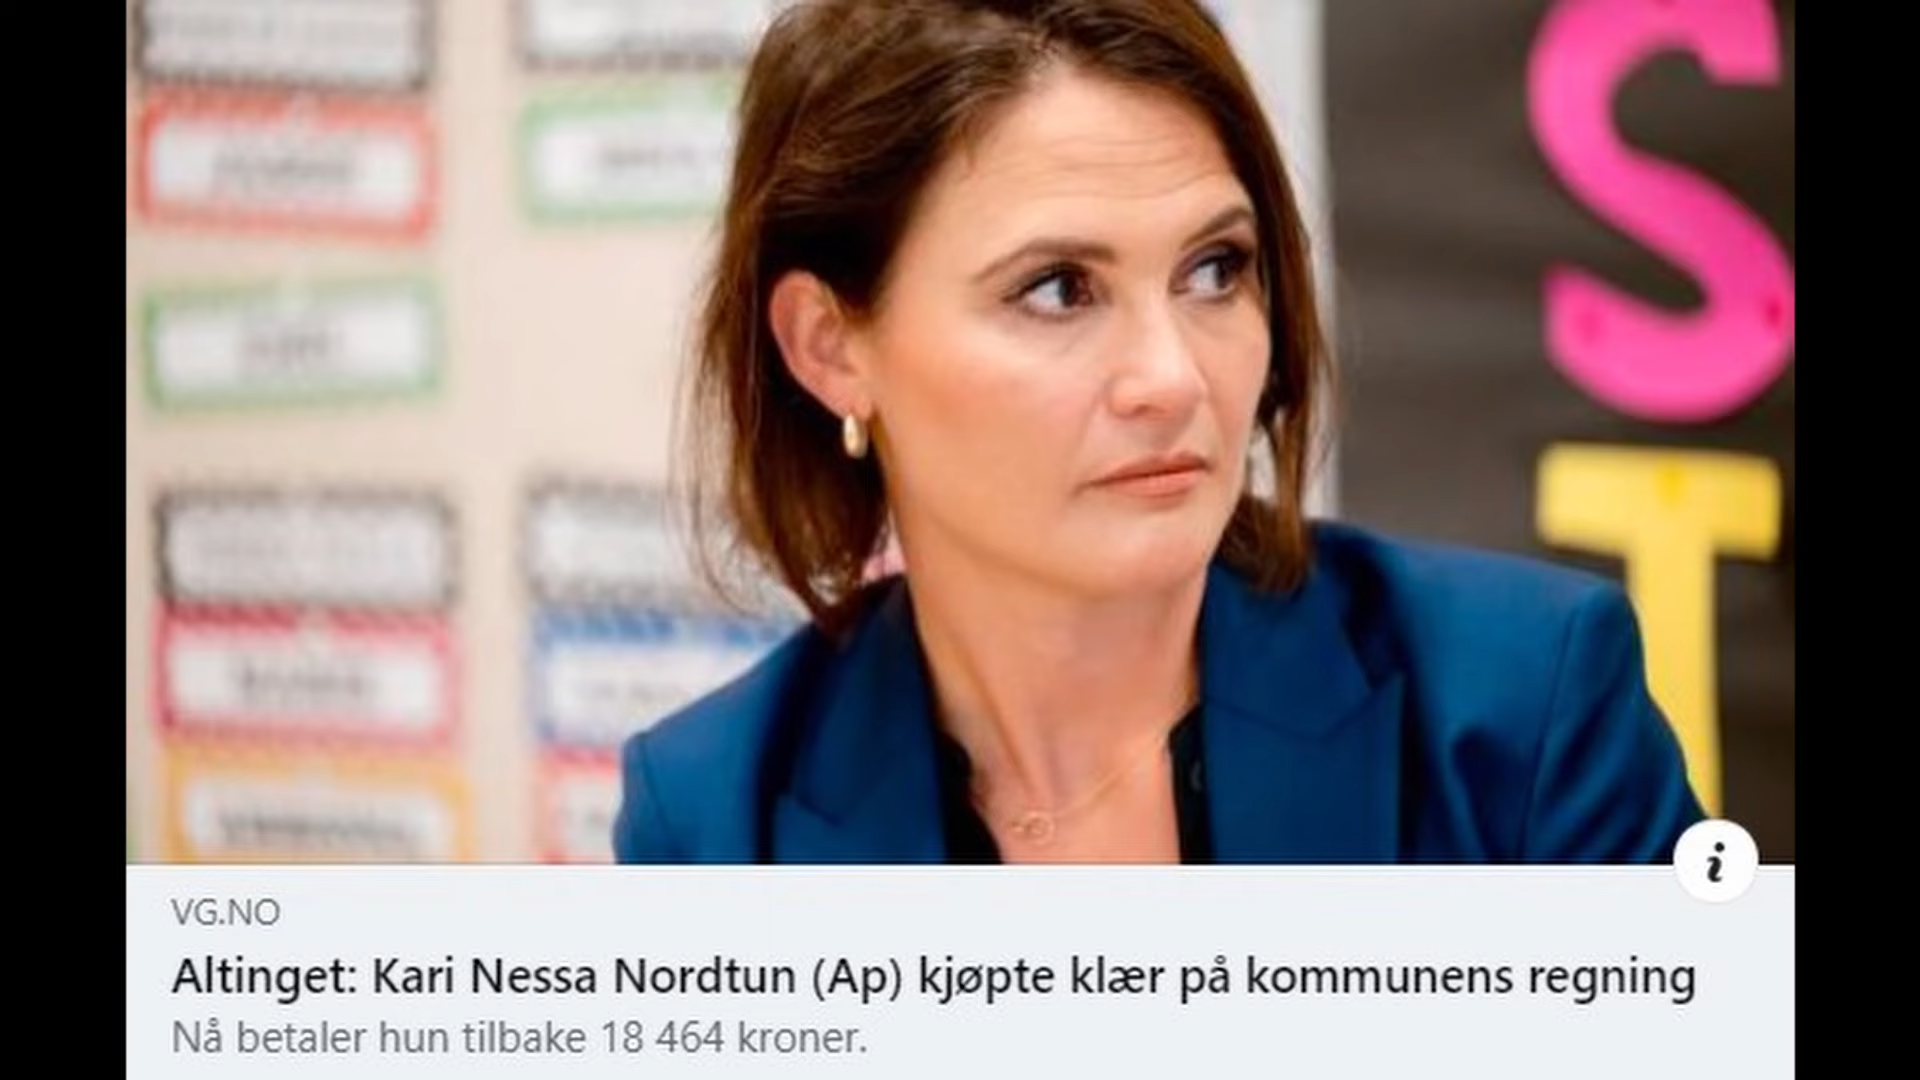 S
T
i
VG.NO
Altinget: Kari Nessa Nordtun (Ap) kjøpte klær på kommunens regning
Nå betaler hun tilbake 18 464 kroner.